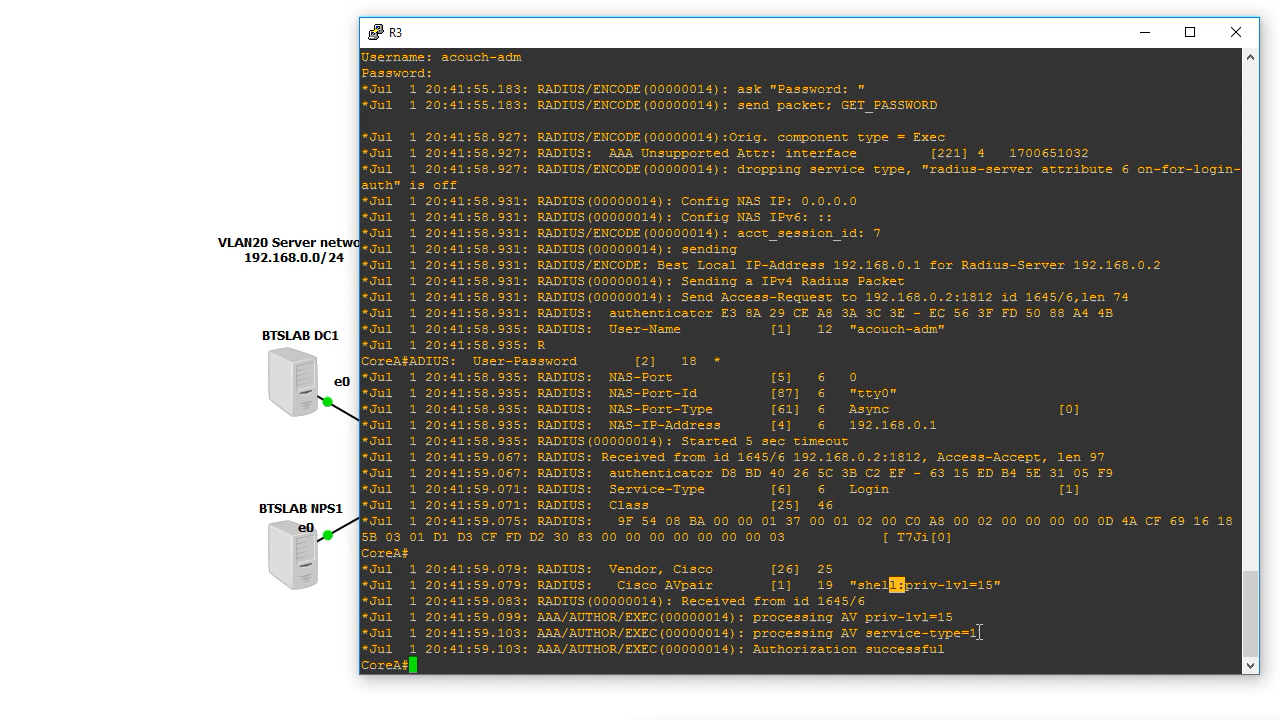 R3
Username: acouch-adm
Password:
*Jul  1 20:41:55.183: RADIUS/ENCODE(00000014): ask "Password: "
*Jul  1 20:41:55.183: RADIUS/ENCODE(00000014): send packet; GET_PASSWORD
*Jul  1 20:41:58.927: RADIUS/ENCODE(00000014):Orig. component type = Exec
*Jul  1 20:41:58.927: RADIUS:  AAA Unsupported Attr: interface         [221] 4   1700651032
*Jul  1 20:41:58.927: RADIUS/ENCODE(00000014): dropping service type, "radius-server attribute 6 on-for-login-
auth" is off
*Jul  1 20:41:58.931: RADIUS(00000014): Config NAS IP: 0.0.0.0
*Jul  1 20:41:58.931: RADIUS(00000014): Config NAS IPv6: ::
*Jul  1 20:41:58.931: RADIUS/ENCODE(00000014): acct_session_id: 7
*Jul  1 20:41:58.931: RADIUS(00000014): sending
*Jul  1 20:41:58.931: RADIUS/ENCODE: Best Local IP-Address 192.168.0.1 for Radius-Server 192.168.0.2
*Jul  1 20:41:58.931: RADIUS(00000014): Sending a IPv4 Radius Packet
*Jul  1 20:41:58.931: RADIUS(00000014): Send Access-Request to 192.168.0.2:1812 id 1645/6,len 74
*Jul  1 20:41:58.931: RADIUS:  authenticator E3 8A 29 CE A8 3A 3C 3E - EC 56 3F FD 50 88 A4 4B
*Jul  1 20:41:58.935: RADIUS:  User-Name           [1]   12  "acouch-adm"
*Jul  1 20:41:58.935: R
CoreA#ADIUS:  User-Password       [2]   18  *
*Jul  1 20:41:58.935: RADIUS:  NAS-Port            [5]   6   0
*Jul  1 20:41:58.935: RADIUS:  NAS-Port-Id         [87]  6   "tty0"
*Jul  1 20:41:58.935: RADIUS:  NAS-Port-Type       [61]  6   Async                     [0]
*Jul  1 20:41:58.935: RADIUS:  NAS-IP-Address      [4]   6   192.168.0.1
*Jul  1 20:41:58.935: RADIUS(00000014): Started 5 sec timeout
*Jul  1 20:41:59.067: RADIUS: Received from id 1645/6 192.168.0.2:1812, Access-Accept, len 97
*Jul  1 20:41:59.067: RADIUS:  authenticator D8 BD 40 26 5C 3B C2 EF - 63 15 ED B4 5E 31 05 F9
*Jul  1 20:41:59.071: RADIUS:  Service-Type        [6]   6   Login                     [1]
*Jul  1 20:41:59.071: RADIUS:  Class               [25]  46
*Jul  1 20:41:59.075: RADIUS:   9F 54 08 BA 00 00 01 37 00 01 02 00 C0 A8 00 02 00 00 00 00 0D 4A CF 69 16 18
5B 03 01 D1 D3 CF FD D2 30 83 00 00 00 00 00 00 00 03            [ T7Ji[0]
CoreA#
*Jul  1 20:41:59.079: RADIUS:  Vendor, Cisco       [26]  25
*Jul  1 20:41:59.079: RADIUS:   Cisco AVpair       [1]   19  "shell:priv-lvl=15"
*Jul  1 20:41:59.083: RADIUS(00000014): Received from id 1645/6
*Jul  1 20:41:59.099: AAA/AUTHOR/EXEC(00000014): processing AV priv-lvl=15
*Jul  1 20:41:59.103: AAA/AUTHOR/EXEC(00000014): processing AV service-type=1
*Jul  1 20:41:59.103: AAA/AUTHOR/EXEC(00000014): Authorization successful
CoreA#
VLAN20 Server netwo
192.168.0.0/24
BTSLAB DC1
e0
BTSLAB NPS1
e0